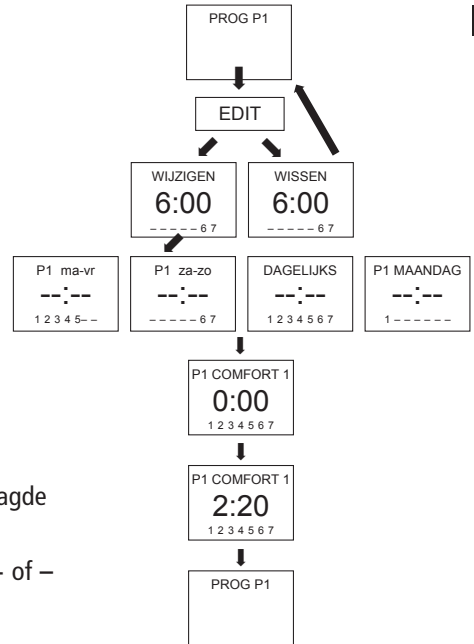 PROG P1
EDIT
WIJZIGEN
6:00
– – – – – 6 7
WISSEN
6:00
– – – – – 6 7
P1 ma-vr
--:--
1 2 3 4 5 – –
P1 za-zo
--:--
– – – – – 6 7
DAGELIJKS
--:--
1 2 3 4 5 6 7
P1 MAANDAG
--:--
1 – – – – – –
P1 COMFORT 1
0:00
1 2 3 4 5 6 7
P1 COMFORT 1
2:20
1 2 3 4 5 6 7
agde
of –
PROG P1